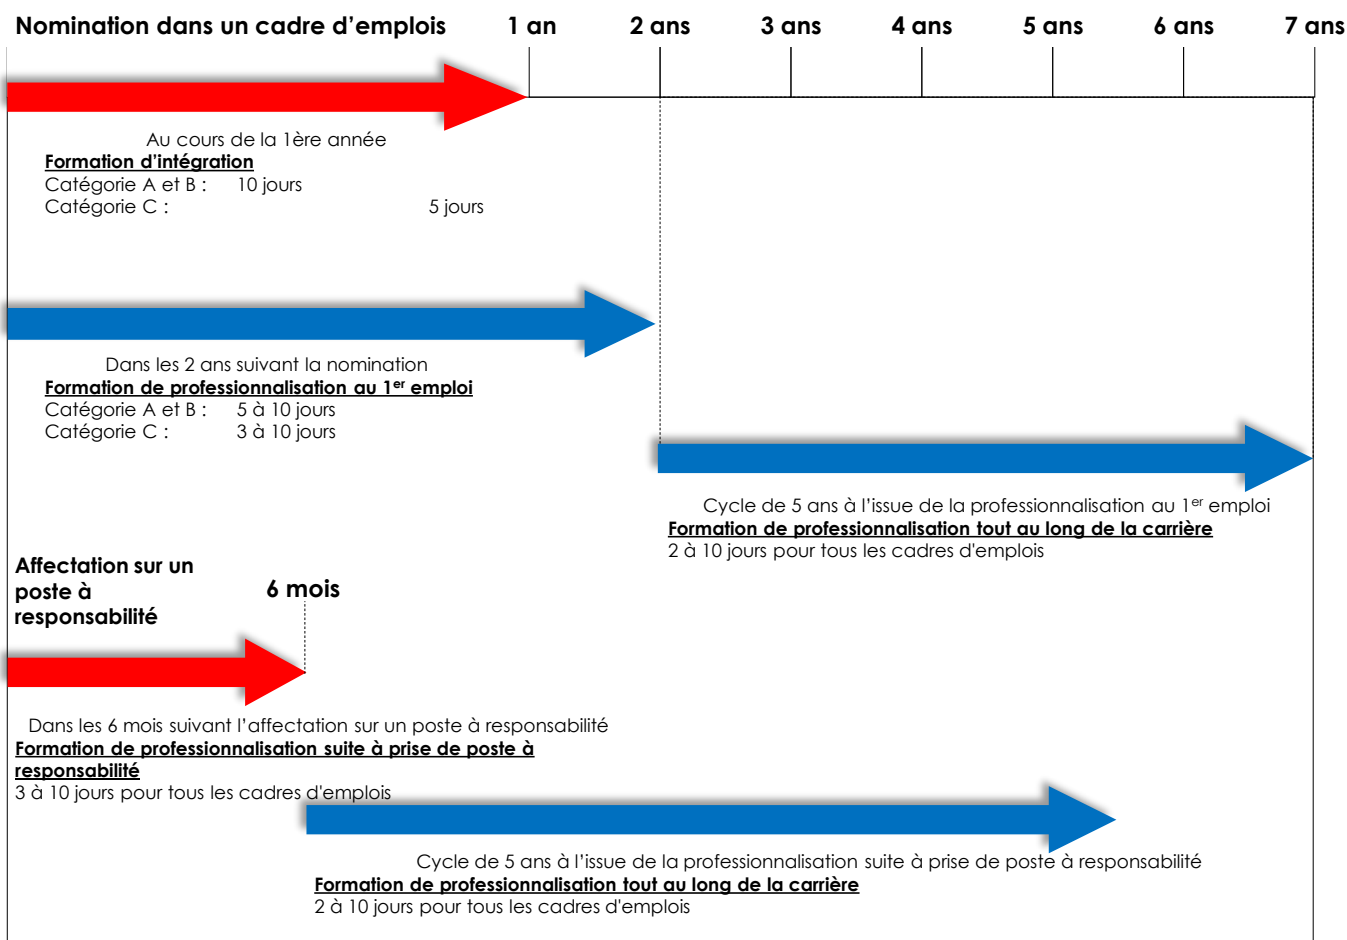 Nomination dans un cadre d’emplois 1 an 2 ans 3 ans 4 ans 5 ans 6 ans 7 ans
Au cours de la 1ère année
Formation d’intégration
Catégorie A et B : 10 jours
Catégorie C : 5 jours
Dans les 2 ans suivant la nomination
Formation de professionnalisation au 1er emploi
Catégorie A et B : 5 à 10 jours
Catégorie C : 3 à 10 jours
Cycle de 5 ans à l’issue de la professionnalisation au 1er emploi
Formation de professionnalisation tout au long de la carrière
2 à 10 jours pour tous les cadres d'emplois
Affectation sur un
poste à
responsabilité
6 mois
Dans les 6 mois suivant l’affectation sur un poste à responsabilité
Formation de professionnalisation suite à prise de poste à
responsabilité
3 à 10 jours pour tous les cadres d'emplois
Cycle de 5 ans à l’issue de la professionnalisation suite à prise de poste à responsabilité
Formation de professionnalisation tout au long de la carrière
2 à 10 jours pour tous les cadres d'emplois